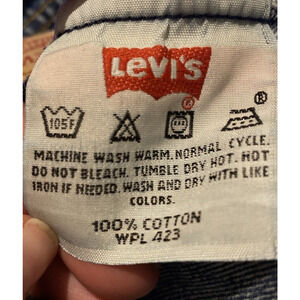 Levi's
®
105F
®
MACHINE WASH WARM. NORMAL CYCLE.
DO NOT BLEACH. TUMBLE DRY HOT. HOT
IRON IF NEEDED. WASH AND DRY WITH LIKE
COLORS.
100% COTTON
WPL 423